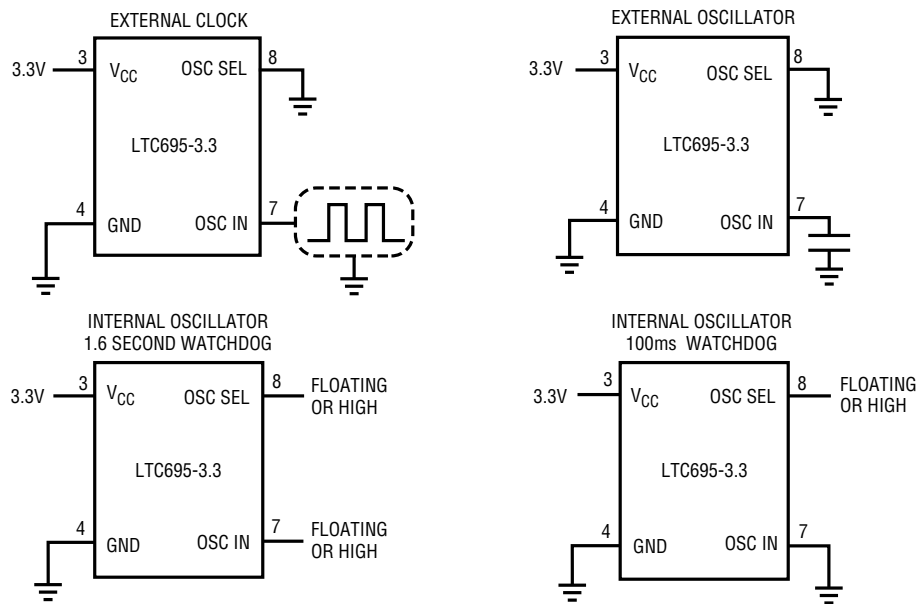 EXTERNAL CLOCK
3.3V
3
VCC
OSC SEL
8
LTC695-3.3
4
GND
OSC IN
7
EXTERNAL OSCILLATOR
3.3V
3
VCC
OSC SEL
8
LTC695-3.3
4
GND
OSC IN
7
INTERNAL OSCILLATOR
1.6 SECOND WATCHDOG
3.3V
3
VCC
OSC SEL
8
FLOATING
OR HIGH
LTC695-3.3
4
GND
OSC IN
7
FLOATING
OR HIGH
INTERNAL OSCILLATOR
100ms WATCHDOG
3.3V
3
VCC
OSC SEL
8
FLOATING
OR HIGH
LTC695-3.3
4
GND
OSC IN
7